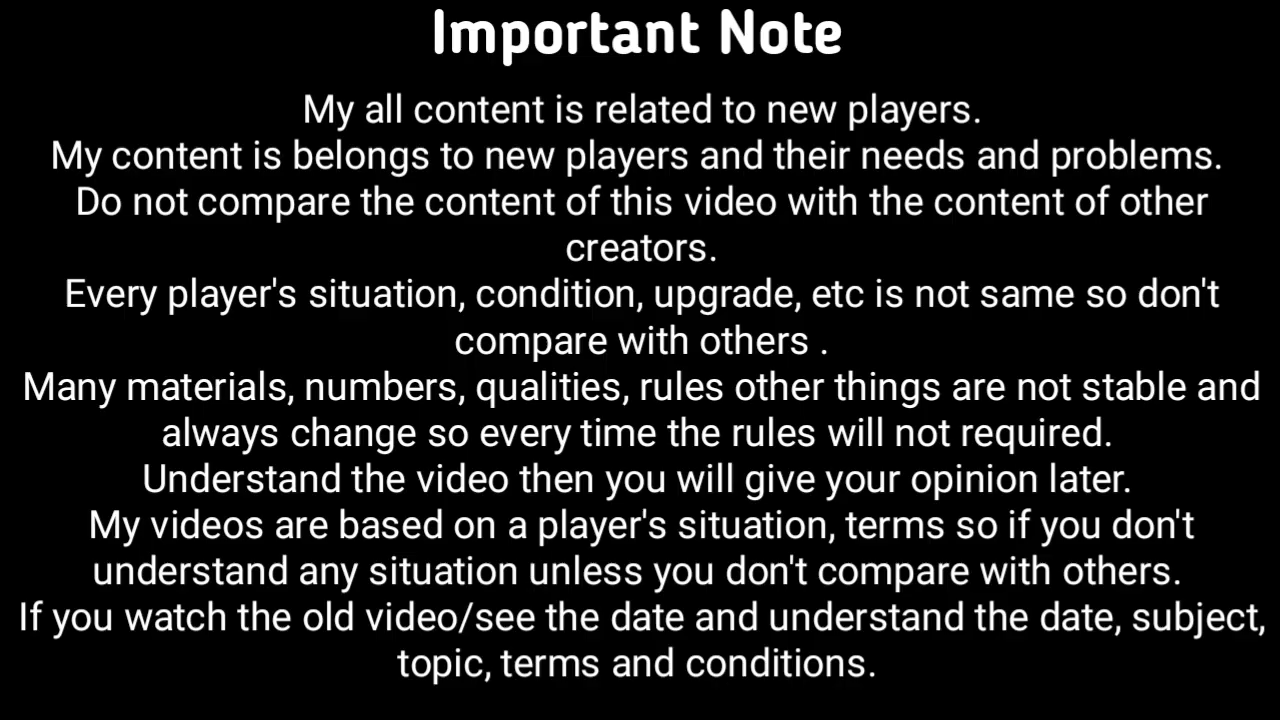 Important Note
My all content is related to new players.
My content is belongs to new players and their needs and problems.
Do not compare the content of this video with the content of other
creators.
Every player's situation, condition, upgrade, etc is not same so don't
compare with others .
Many materials, numbers, qualities, rules other things are not stable and
always change so every time the rules will not required.
Understand the video then you will give your opinion later.
My videos are based on a player's situation, terms so if you don't
understand any situation unless you don't compare with others.
If you watch the old video/see the date and understand the date, subject,
topic, terms and conditions.